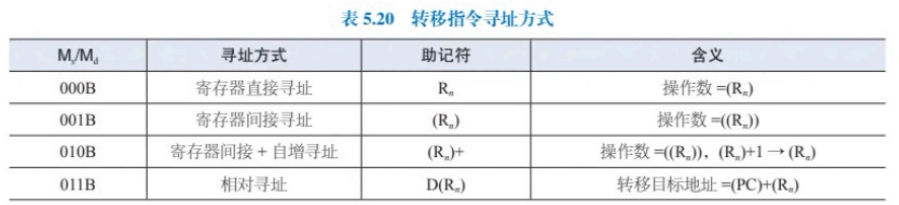 表 5.20 转移指令寻址方式
Ms/Md 寻址方式 助记符 含义
000B 寄存器直接寻址 Rn 操作数 =(Rn)
001B 寄存器间接寻址 (Rn) 操作数 =((Rn))
010B 寄存器间接 + 自增寻址 (Rn)+ 操作数 =((Rn)), (Rn)+1 → (Rn)
011B 相对寻址 D(Rn) 转移目标地址 =(PC)+(Rn)